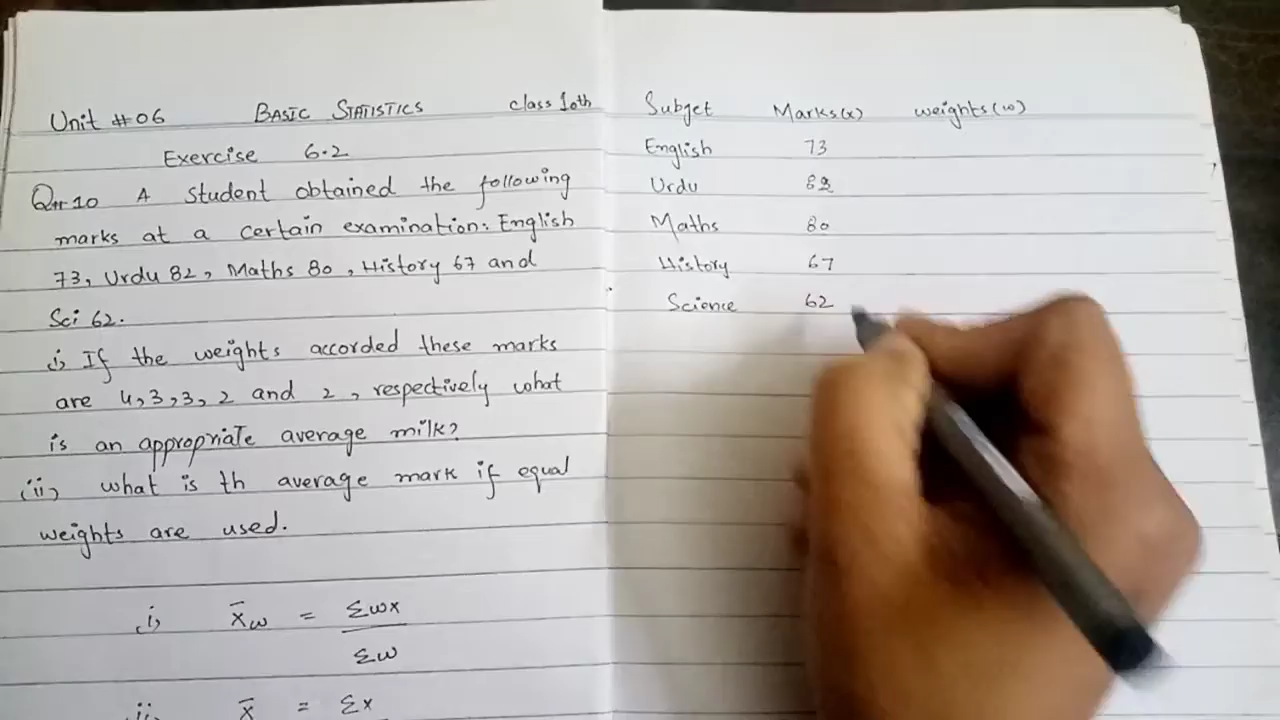 Unit #06 BASIC STATISTICS class 10th
Exercise 6.2
Q#10 A student obtained the following
marks at a certain examination: English
73, Urdu 82, Maths 80, History 67 and
Sci 62.
i, If the weights accorded these marks
are 4,3,3,2 and 2, respectively what
is an appropriate average milk?
(ii, what is th average mark if equal
weights are used.
i, x̄w = Σwx
Σw
ii x̄ = Σx
Subjet Marks(x) weights(w)
English 73
Urdu 82
Maths 80
History 67
Science 62